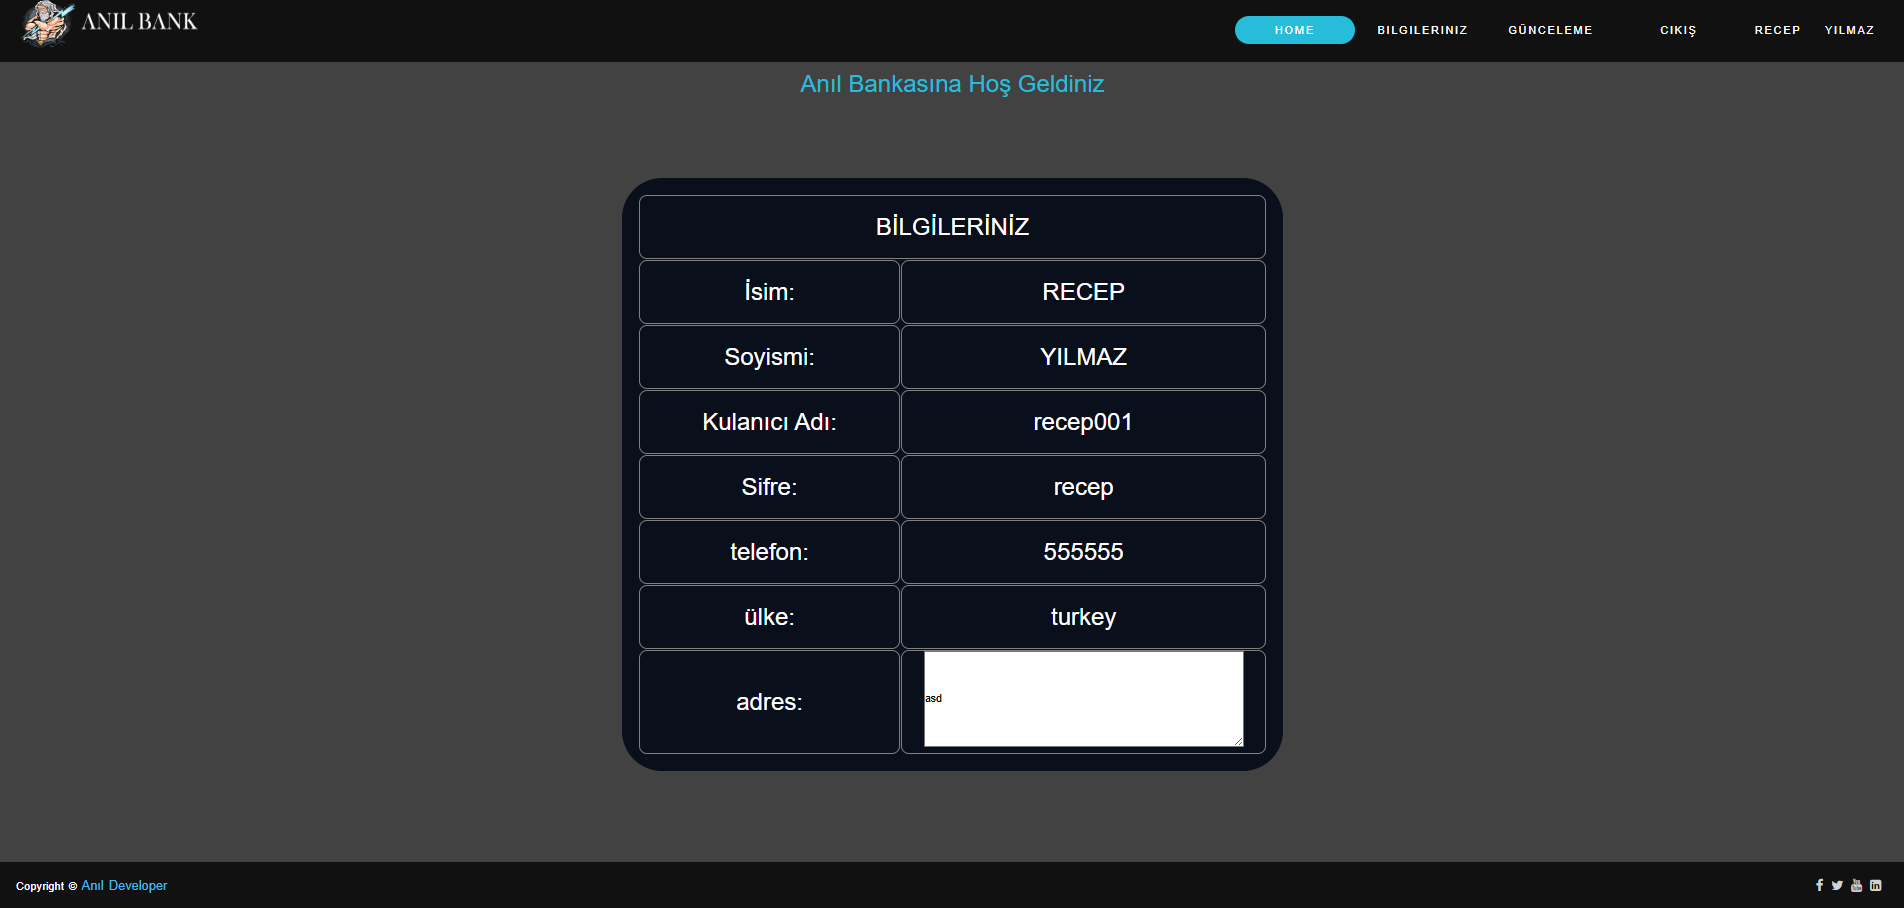 ANIL BANK
HOME BILGILERINIZ GÜNCELEME CIKIŞ RECEP YILMAZ
Anıl Bankasına Hoş Geldiniz
BİLGİLERİNİZ
İsim: RECEP
Soyismi: YILMAZ
Kulanıcı Adı: recep001
Sifre: recep
telefon: 555555
ülke: turkey
adres: asd
Copyright © Anıl Developer